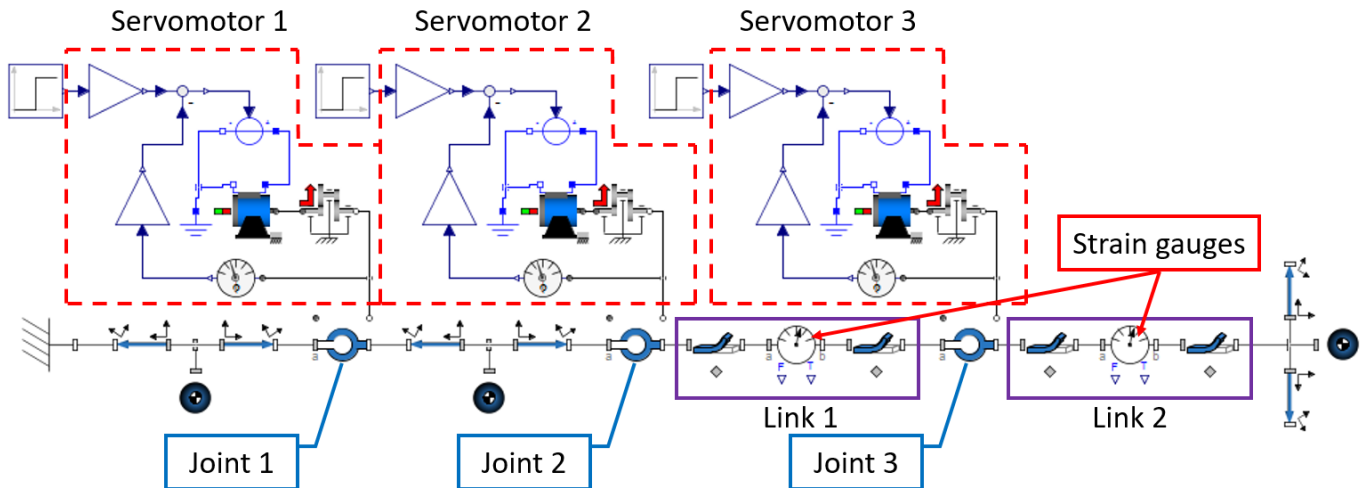 Servomotor 1
Servomotor 2
Servomotor 3
-
-
-
- +
- +
- +
Strain gauges
a
a
a b
a
a b
F T
F T
Link 1
Link 2
Joint 1
Joint 2
Joint 3